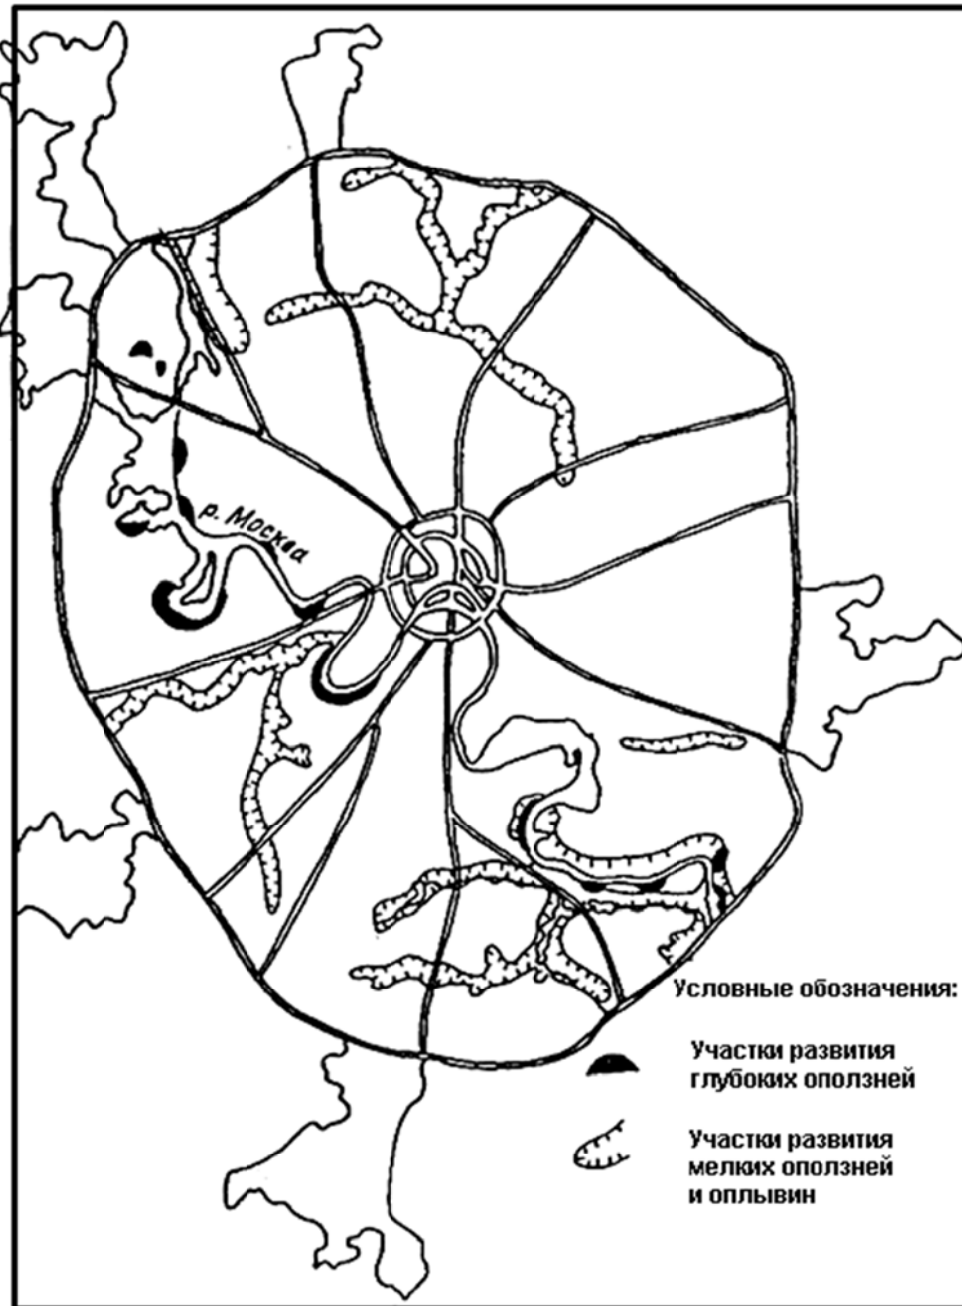 р. Москва
Условные обозначения:
Участки развития
глубоких оползней
Участки развития
мелких оползней
и оплывин